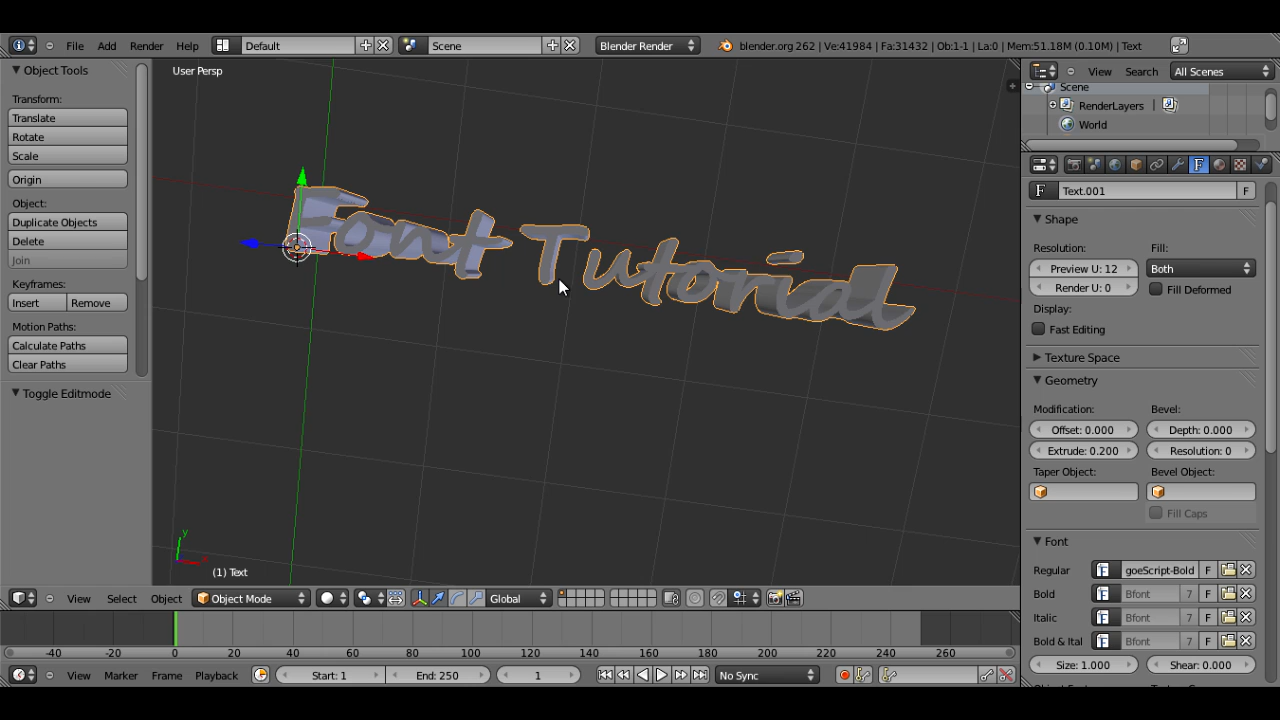 File Add Render Help Default Scene Blender Render blender.org 262 | Ve:41984 | Fa:31432 | Ob:1-1 | La:0 | Mem:51.18M (0.10M) | Text
Object Tools
Transform:
Translate
Rotate
Scale
Origin
Object:
Duplicate Objects
Delete
Join
Keyframes:
Insert Remove
Motion Paths:
Calculate Paths
Clear Paths
Toggle Editmode
User Persp
Font Tutorial
y
(1) Text
View Select Object Object Mode Global
-40 -20 0 20 40 60 80 100 120 140 160 180 200 220 240 260
View Marker Frame Playback Start: 1 End: 250 1 No Sync
View Search All Scenes
Scene
RenderLayers |
World
F Text.001 F
Shape
Resolution: Fill:
Preview U: 12 Both
Render U: 0 Fill Deformed
Display:
Fast Editing
Texture Space
Geometry
Modification: Bevel:
Offset: 0.000 Depth: 0.000
Extrude: 0.200 Resolution: 0
Taper Object: Bevel Object:
Fill Caps
Font
Regular goeScript-Bold F
Bold Bfont 7 F
Italic Bfont 7 F
Bold & Ital Bfont 7 F
Size: 1.000 Shear: 0.000